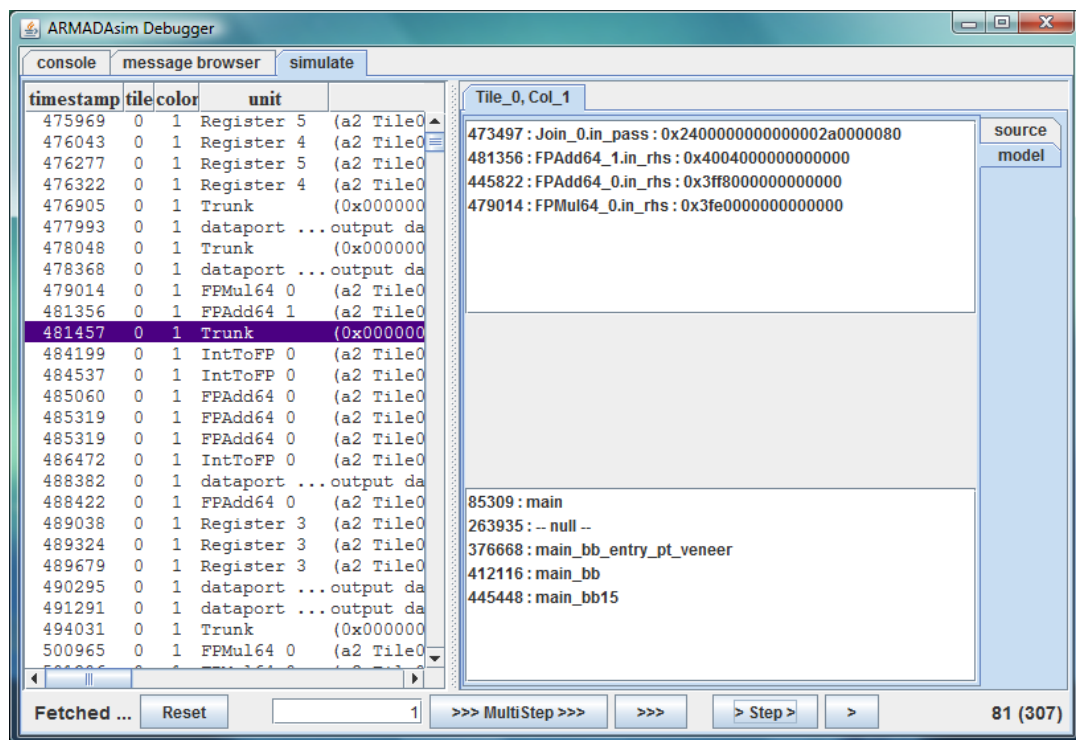 ARMADAsim Debugger
console message browser simulate
timestamp tile color unit
475969 0 1 Register 5 (a2 Tile0
476043 0 1 Register 4 (a2 Tile0
476277 0 1 Register 5 (a2 Tile0
476322 0 1 Register 4 (a2 Tile0
476905 0 1 Trunk (0x000000
477993 0 1 dataport ... output da
478048 0 1 Trunk (0x000000
478368 0 1 dataport ... output da
479014 0 1 FPMul64 0 (a2 Tile0
481356 0 1 FPAdd64 1 (a2 Tile0
481457 0 1 Trunk (0x000000
484199 0 1 IntToFP 0 (a2 Tile0
484537 0 1 IntToFP 0 (a2 Tile0
485060 0 1 FPAdd64 0 (a2 Tile0
485319 0 1 FPAdd64 0 (a2 Tile0
485319 0 1 FPAdd64 0 (a2 Tile0
486472 0 1 IntToFP 0 (a2 Tile0
488382 0 1 dataport ... output da
488422 0 1 FPAdd64 0 (a2 Tile0
489038 0 1 Register 3 (a2 Tile0
489324 0 1 Register 3 (a2 Tile0
489679 0 1 Register 3 (a2 Tile0
490295 0 1 dataport ... output da
491291 0 1 dataport ... output da
494031 0 1 Trunk (0x000000
500965 0 1 FPMul64 0 (a2 Tile0
Tile_0, Col_1
473497 : Join_0.in_pass : 0x2400000000000002a0000080
481356 : FPAdd64_1.in_rhs : 0x4004000000000000
445822 : FPAdd64_0.in_rhs : 0x3ff8000000000000
479014 : FPMul64_0.in_rhs : 0x3fe0000000000000
source
model
85309 : main
263935 : -- null --
376668 : main_bb_entry_pt_veneer
412116 : main_bb
445448 : main_bb15
Fetched ... Reset 1 >>> MultiStep >>> >>> > Step > > 81 (307)